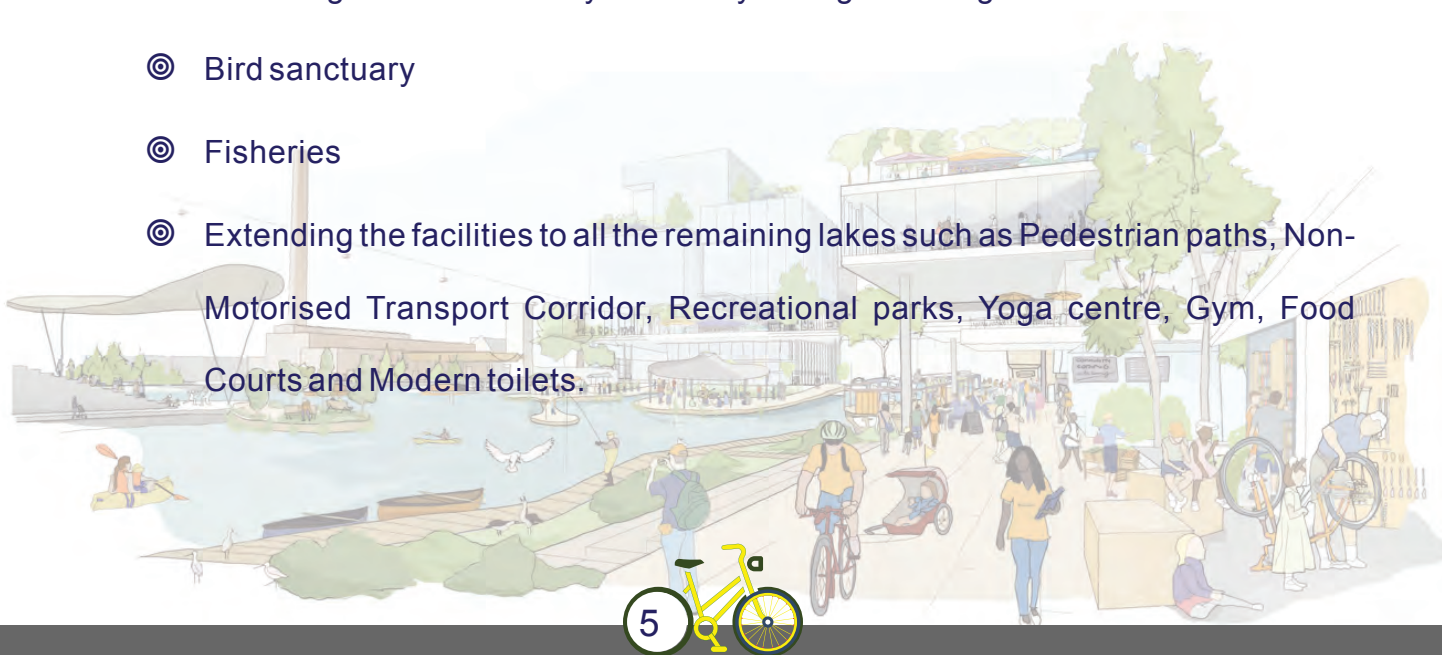 Bird sanctuary
Fisheries
Extending the facilities to all the remaining lakes such as Pedestrian paths, Non-
Motorised Transport Corridor, Recreational parks, Yoga centre, Gym, Food
Courts and Modern toilets.
5